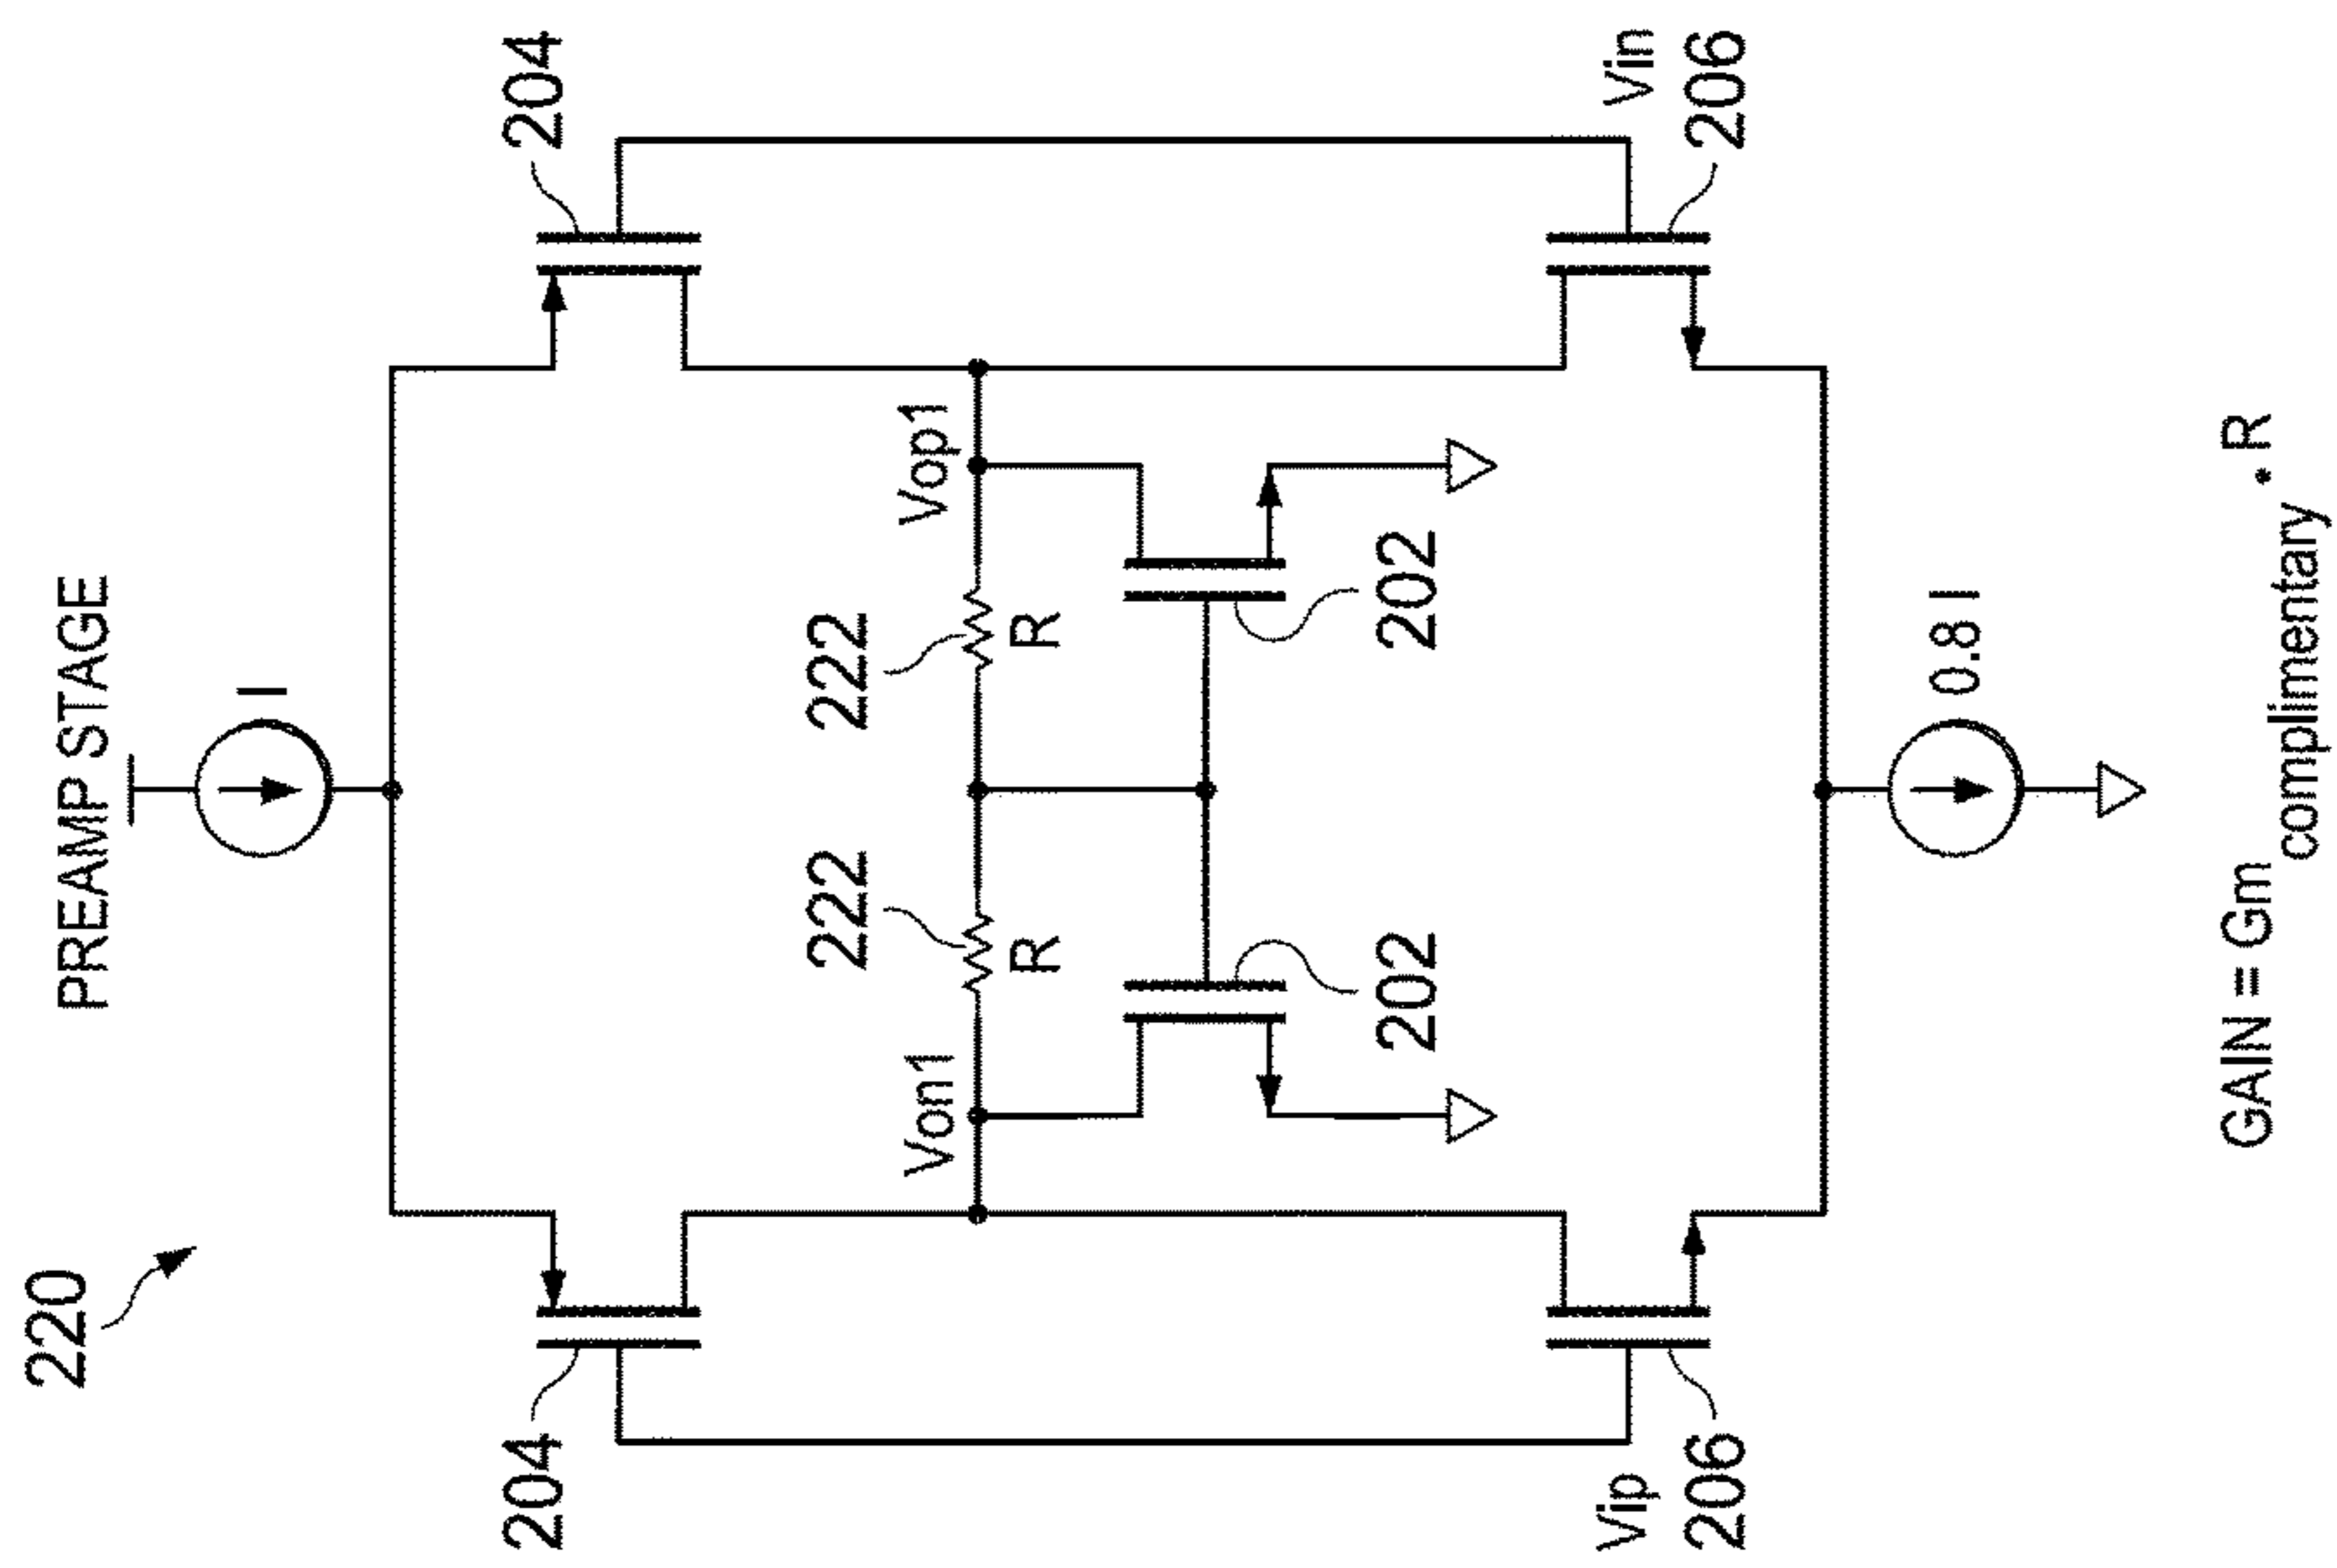 220
PREAMP STAGE
I
204
204
Von1
222
222
Vop1
R
R
202
202
Vip
Vin
206
206
0.8 I
GAIN = Gm complimentary • R